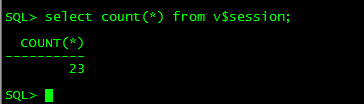 SQL> select count(*) from v$session;
COUNT(*)
----------
23
SQL>